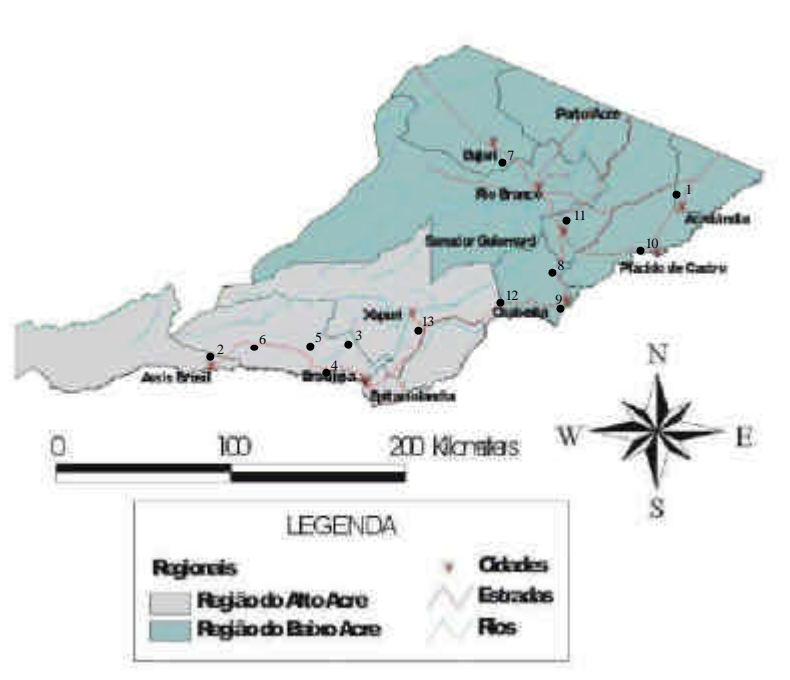 Porto Acre
Bujari 7
Rio Branco
1
Acrelândia
11
Senador Guiomard
10
Plácido de Castro
8
12
Capixaba 9
Xapuri
13
2
6
5
3
4
Assis Brasil
Brasiléia
Epitaciolândia
N
W
E
S
0 100 200 Kilometers
LEGENDA
Regionais
Região do Alto Acre
Região do Baixo Acre
Cidades
Estradas
Rios